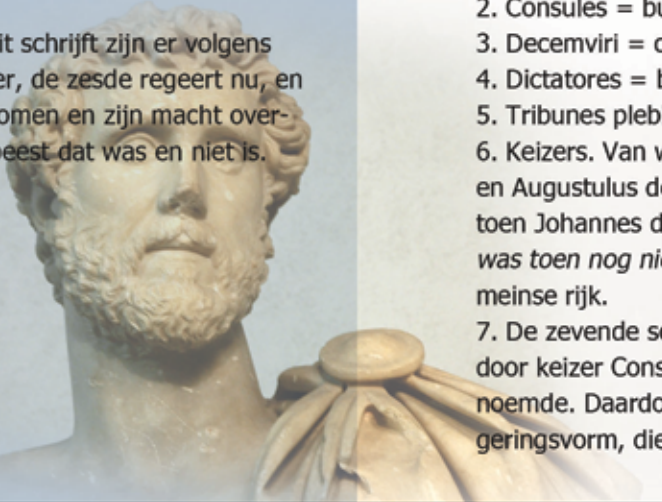 it schrijft zijn er volgens
er, de zesde regeert nu, en
omen en zijn macht over-
eest dat was en niet is.
2. Consules = bu
3. Decemviri = o
4. Dictatores = b
5. Tribunes pleb
6. Keizers. Van w
en Augustulus de
toen Johannes d
was toen nog nie
meinse rijk.
7. De zevende s
door keizer Cons
noemde. Daardo
geringsvorm, die